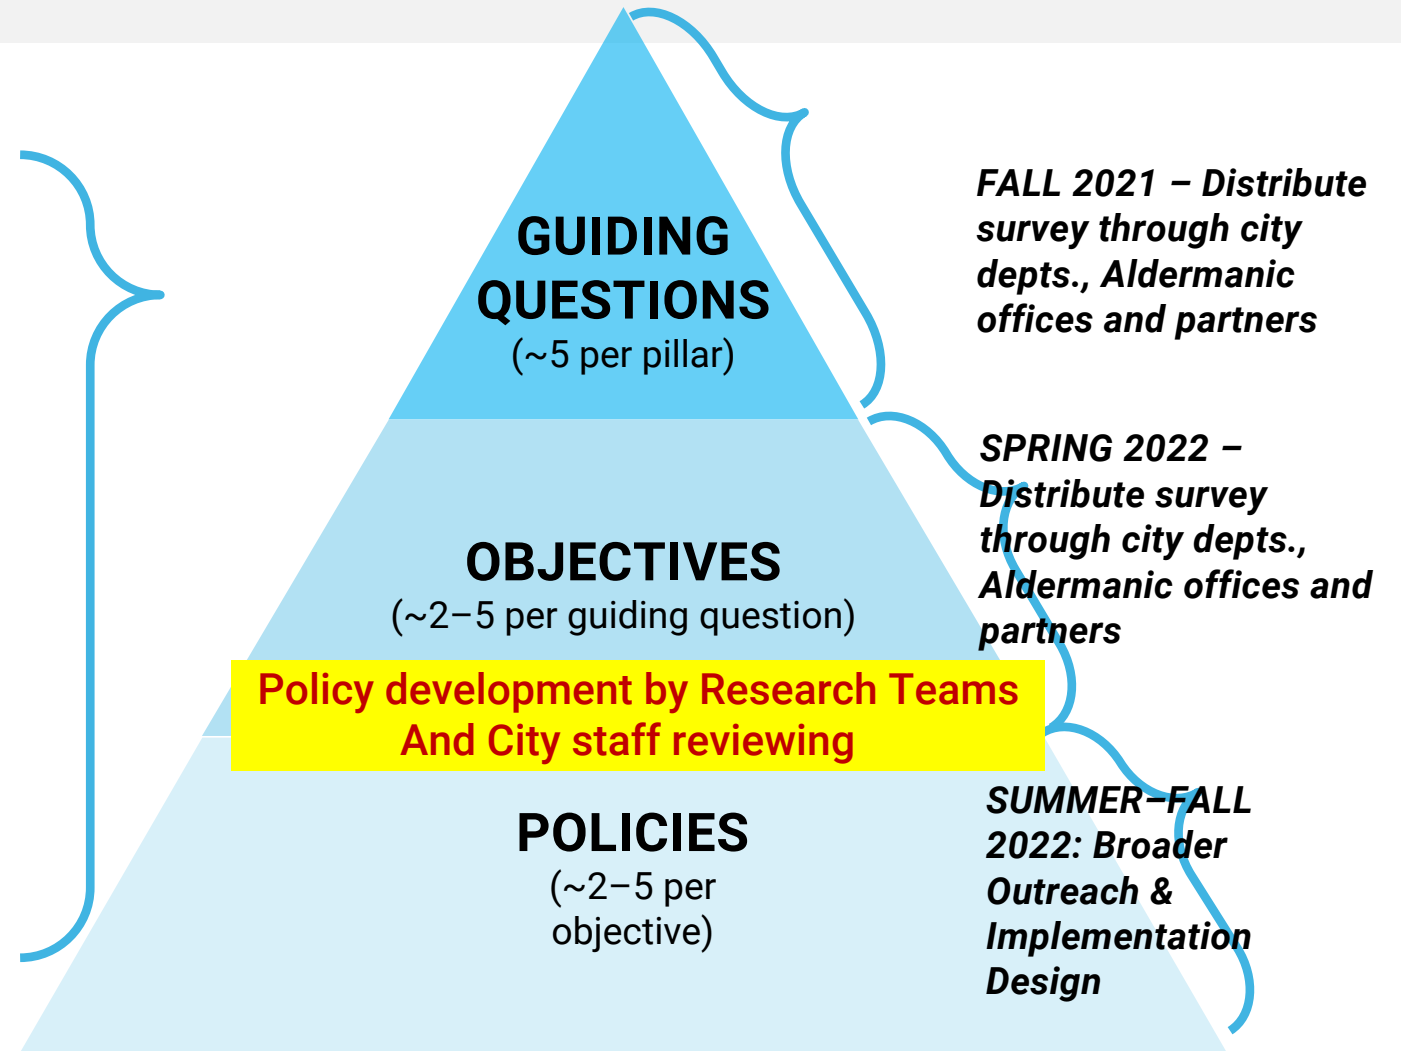 GUIDING
QUESTIONS
(~5 per pillar)
FALL 2021 – Distribute
survey through city
depts., Aldermanic
offices and partners
OBJECTIVES
(~2–5 per guiding question)
SPRING 2022 –
Distribute survey
through city depts.,
Aldermanic offices and
partners
Policy development by Research Teams
And City staff reviewing
POLICIES
(~2–5 per
objective)
SUMMER–FALL
2022: Broader
Outreach &
Implementation
Design